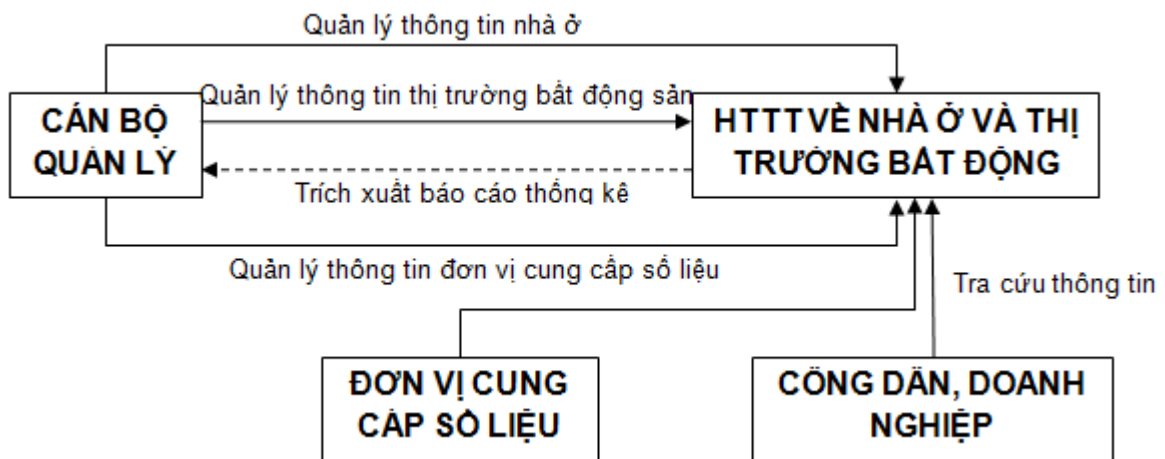 Quản lý thông tin nhà ở
Quản lý thông tin thị trường bất động sản
CÁN BỘ
QUẢN LÝ
HTTT VỀ NHÀ Ở VÀ THỊ
TRƯỜNG BẤT ĐỘNG
Trích xuất báo cáo thống kê
Quản lý thông tin đơn vị cung cấp số liệu
Tra cứu thông tin
ĐƠN VỊ CUNG
CẤP SỐ LIỆU
CÔNG DÂN, DOANH
NGHIỆP